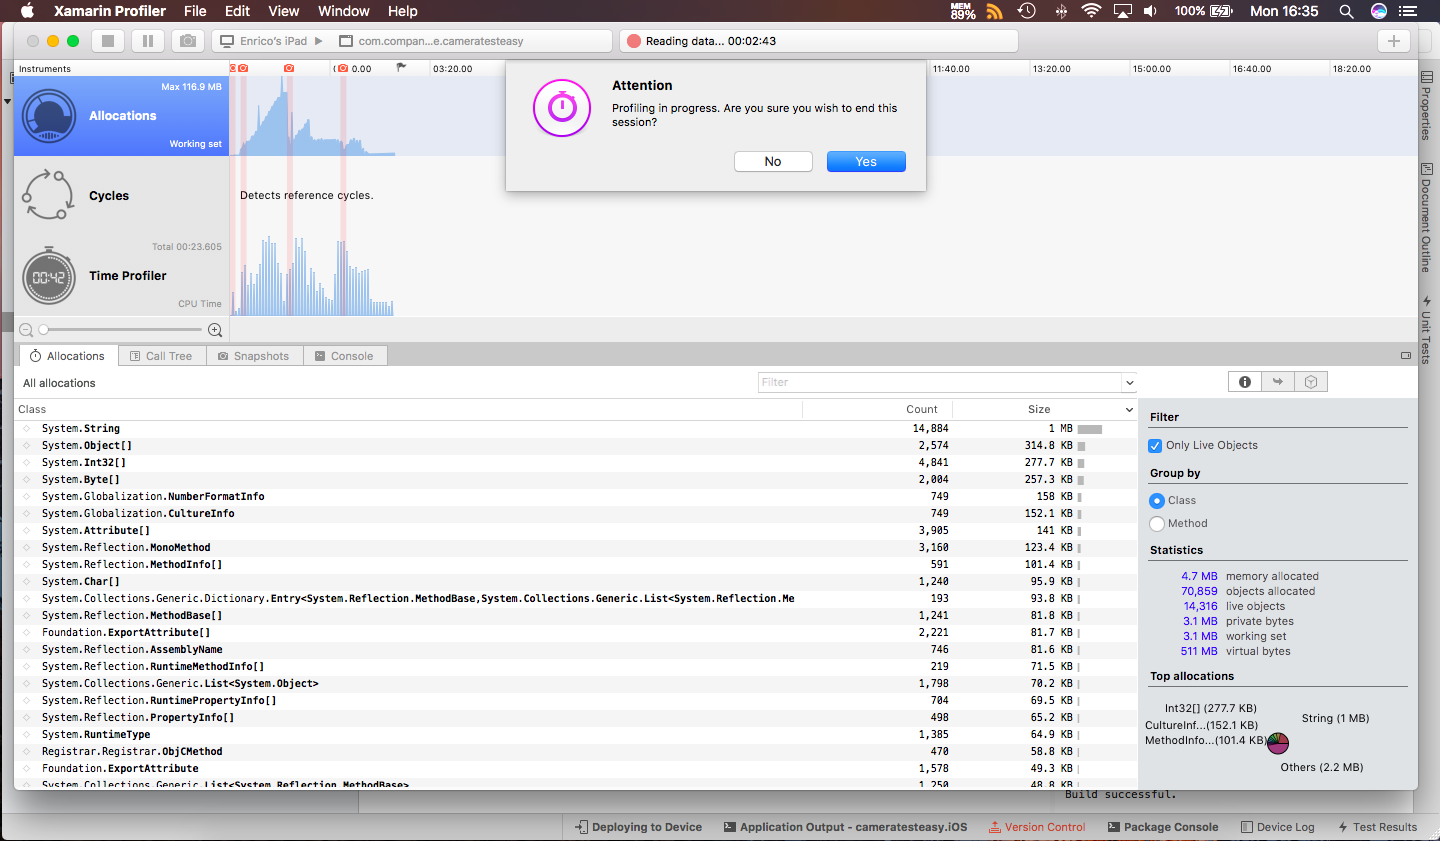 Xamarin Profiler File Edit View Window Help MEM 89% 100% Mon 16:35
Enrico's iPad com.compan...e.cameratesteasy Reading data... 00:02:43
Instruments 0.00 03:20.00 11:40.00 13:20.00 15:00.00 16:40.00 18:20.00
Max 116.9 MB
Allocations
Working set
Attention
Profiling in progress. Are you sure you wish to end this
session?
No Yes
Cycles
Detects reference cycles.
Total 00:23.605
00:42
Time Profiler
CPU Time
Properties
Document Outline
Unit Tests
Allocations Call Tree Snapshots Console
All allocations Filter
Class Count Size
System.String 14,884 1 MB
System.Object[] 2,574 314.8 KB
System.Int32[] 4,841 277.7 KB
System.Byte[] 2,004 257.3 KB
System.Globalization.NumberFormatInfo 749 158 KB
System.Globalization.CultureInfo 749 152.1 KB
System.Attribute[] 3,905 141 KB
System.Reflection.MonoMethod 3,160 123.4 KB
System.Reflection.MethodInfo[] 591 101.4 KB
System.Char[] 1,240 95.9 KB
System.Collections.Generic.Dictionary.Entry<System.Reflection.MethodBase,System.Collections.Generic.List<System.Reflection.Me 193 93.8 KB
System.Reflection.MethodBase[] 1,241 81.8 KB
Foundation.ExportAttribute[] 2,221 81.7 KB
System.Reflection.AssemblyName 746 81.6 KB
System.Reflection.RuntimeMethodInfo[] 219 71.5 KB
System.Collections.Generic.List<System.Object> 1,798 70.2 KB
System.Reflection.RuntimePropertyInfo[] 704 69.5 KB
System.Reflection.PropertyInfo[] 498 65.2 KB
System.RuntimeType 1,385 64.9 KB
Registrar.Registrar.ObjCMethod 470 58.8 KB
Foundation.ExportAttribute 1,578 49.3 KB
System.Collections.Generic.List<System.Reflection.MethodBase> 1,250 48.8 KB
Filter
Only Live Objects
Group by
Class
Method
Statistics
4.7 MB memory allocated
70,859 objects allocated
14,316 live objects
3.1 MB private bytes
3.1 MB working set
511 MB virtual bytes
Top allocations
Int32[] (277.7 KB)
String (1 MB)
CultureInf...(152.1 KB)
MethodInfo...(101.4 KB)
Others (2.2 MB)
Build successful.
Deploying to Device Application Output - cameratesteasy.iOS Version Control Package Console Device Log Test Results